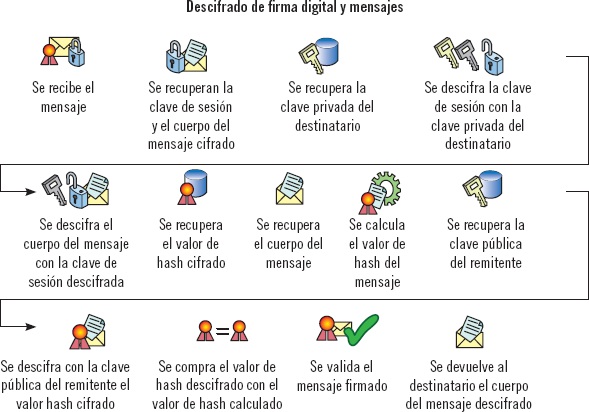 Descifrado de firma digital y mensajes
Se recibe el
mensaje
Se recuperan la
clave de sesión
y el cuerpo del
mensaje cifrado
Se recupera la
clave privada del
destinatario
Se descifra la clave
de sesión con la
clave privada del
destinatario
Se descifra el
cuerpo del mensaje
con la clave de
sesión descifrada
Se recupera
el valor de
hash cifrado
Se recupera
el cuerpo del
mensaje
Se calcula
el valor de
hash del
mensaje
Se recupera la
clave pública
del remitente
Se descifra con la clave
pública del remitente el
valor hash cifrado
Se compra el valor de
hash descifrado con el
valor de hash calculado
Se valida el
mensaje firmado
Se devuelve al
destinatario el cuerpo
del mensaje descifrado